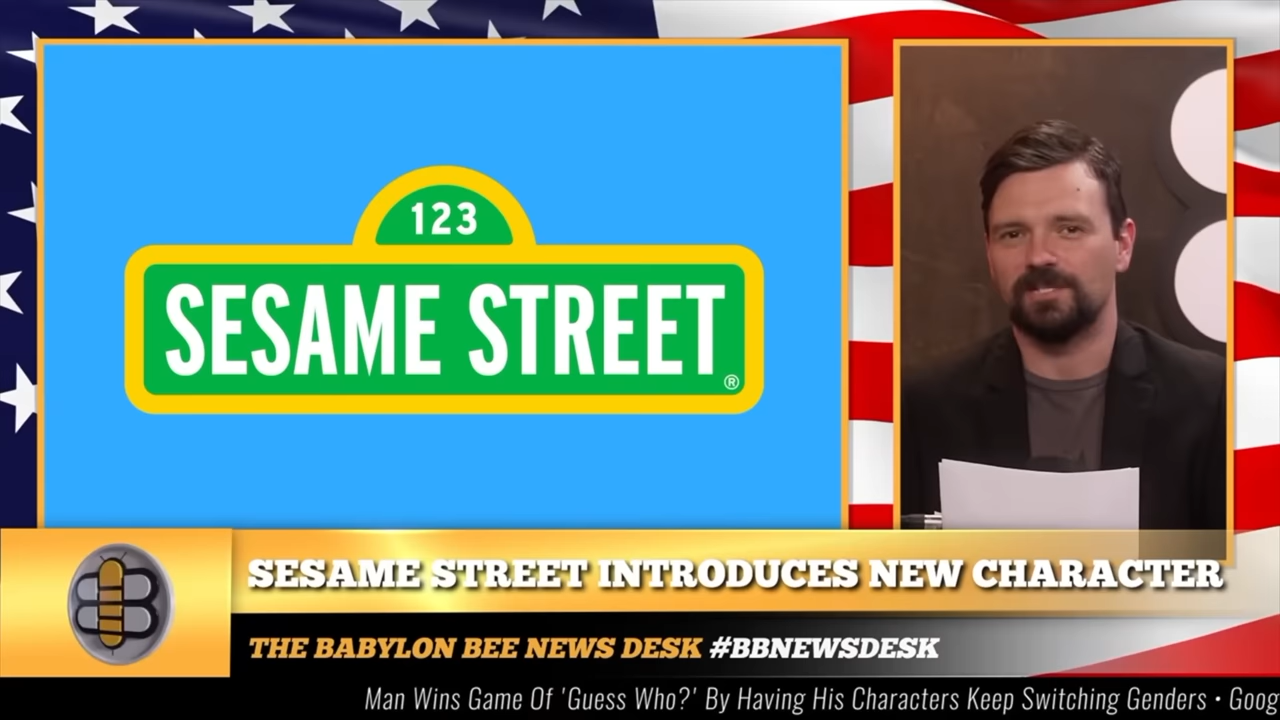 123
SESAME STREET
®
SESAME STREET INTRODUCES NEW CHARACTER
THE BABYLON BEE NEWS DESK #BBNEWSDESK
Man Wins Game Of 'Guess Who?' By Having His Characters Keep Switching Genders • Goog